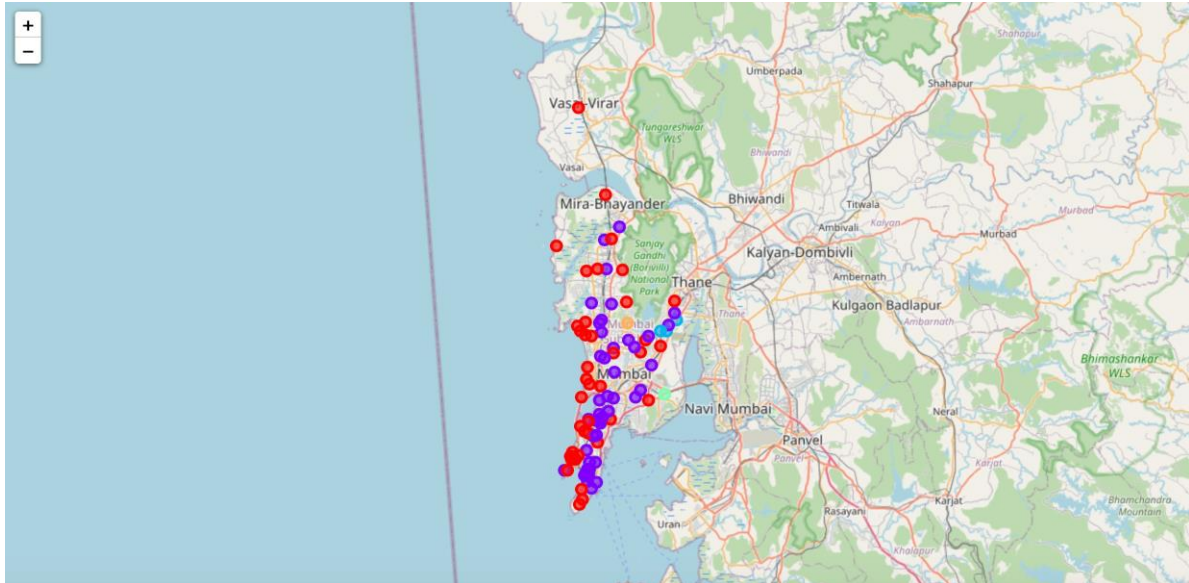 +
−
Shahapur
Umberpada
Shahapur
Vasai-Virar
Tungareshwar
WLS
Bhiwandi
Vasai
Bhiwandi
Titwala
Mira-Bhayander
Murbad
Kalyan
Ambivali
Murbad
Sanjay
Gandhi
(Borivili)
National
Park
Kalyan-Dombivli
Ambernath
Thane
Kulgaon Badlapur
Thane
Ambarnath
Mumbai
Bhimashankar
WLS
Mumbai
Navi Mumbai
Neral
Panvel
Panvel
Karjat
Karjat
Bhamchandra
Mountain
Rasayani
Uran
Khalapur